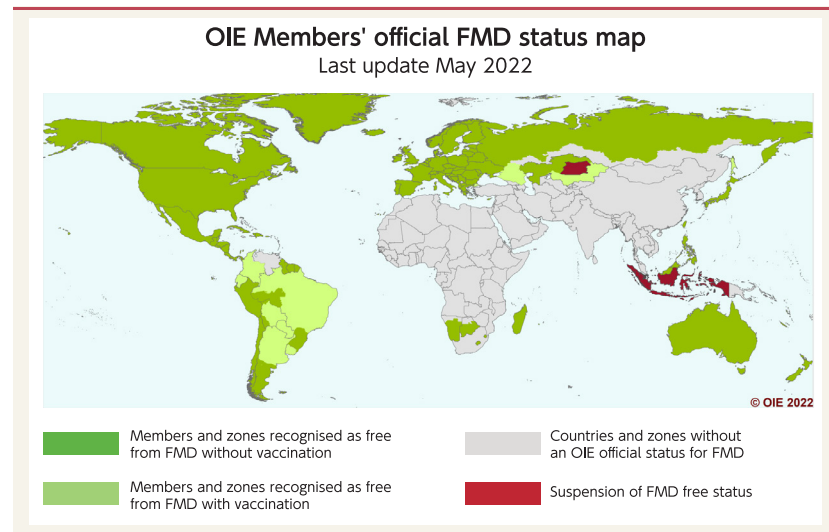 OIE Members' official FMD status map
Last update May 2022
© OIE 2022
Members and zones recognised as free
from FMD without vaccination
Members and zones recognised as free
from FMD with vaccination
Countries and zones without
an OIE official status for FMD
Suspension of FMD free status